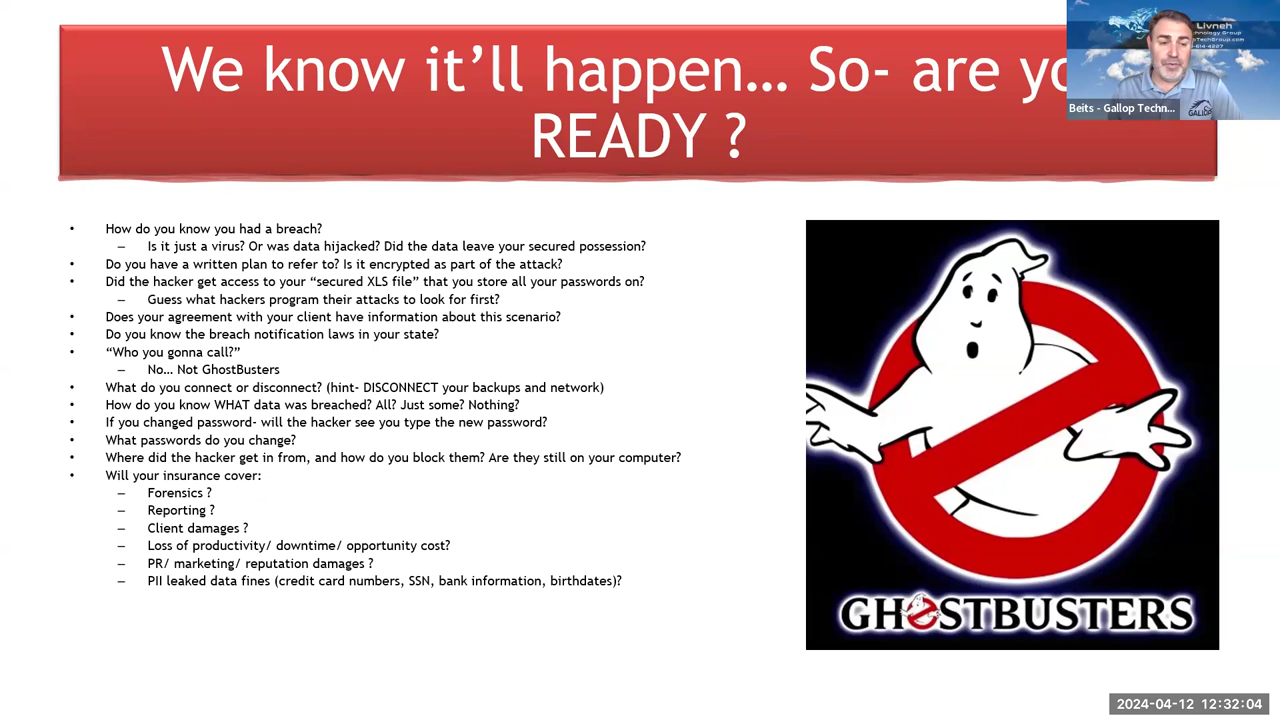 We know it’ll happen… So- are yo
READY ?
Livneh
Beits - Gallop Techn...
• How do you know you had a breach?
– Is it just a virus? Or was data hijacked? Did the data leave your secured possession?
• Do you have a written plan to refer to? Is it encrypted as part of the attack?
• Did the hacker get access to your “secured XLS file” that you store all your passwords on?
– Guess what hackers program their attacks to look for first?
• Does your agreement with your client have information about this scenario?
• Do you know the breach notification laws in your state?
• “Who you gonna call?”
– No… Not GhostBusters
• What do you connect or disconnect? (hint- DISCONNECT your backups and network)
• How do you know WHAT data was breached? All? Just some? Nothing?
• If you changed password- will the hacker see you type the new password?
• What passwords do you change?
• Where did the hacker get in from, and how do you block them? Are they still on your computer?
• Will your insurance cover:
– Forensics ?
– Reporting ?
– Client damages ?
– Loss of productivity/ downtime/ opportunity cost?
– PR/ marketing/ reputation damages ?
– PII leaked data fines (credit card numbers, SSN, bank information, birthdates)?
GHOSTBUSTERS
2024-04-12 12:32:04